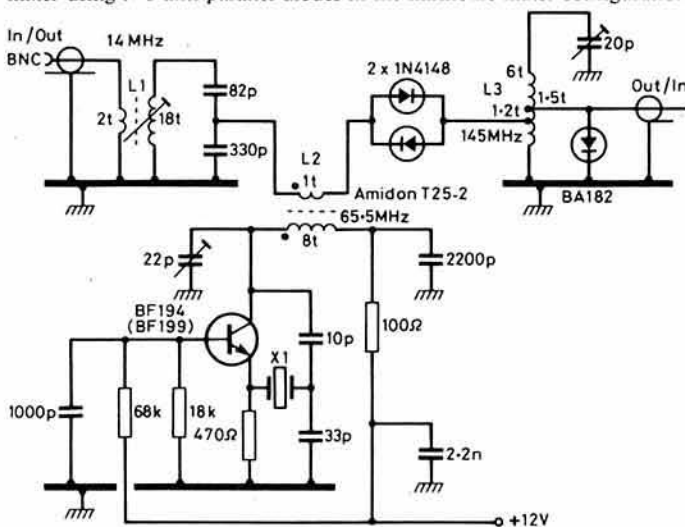 In/Out
BNC
14MHz
L1
2t
18t
82p
330p
L2
1t
2 x 1N4148
L3
6t
1·5t
1·2t
145MHz
20p
Out/In
BA182
Amidon T25-2
65·5MHz
8t
22p
2200p
BF194
(BF199)
X1
10p
100Ω
1000p
68k
18k
470Ω
33p
2·2n
+12V